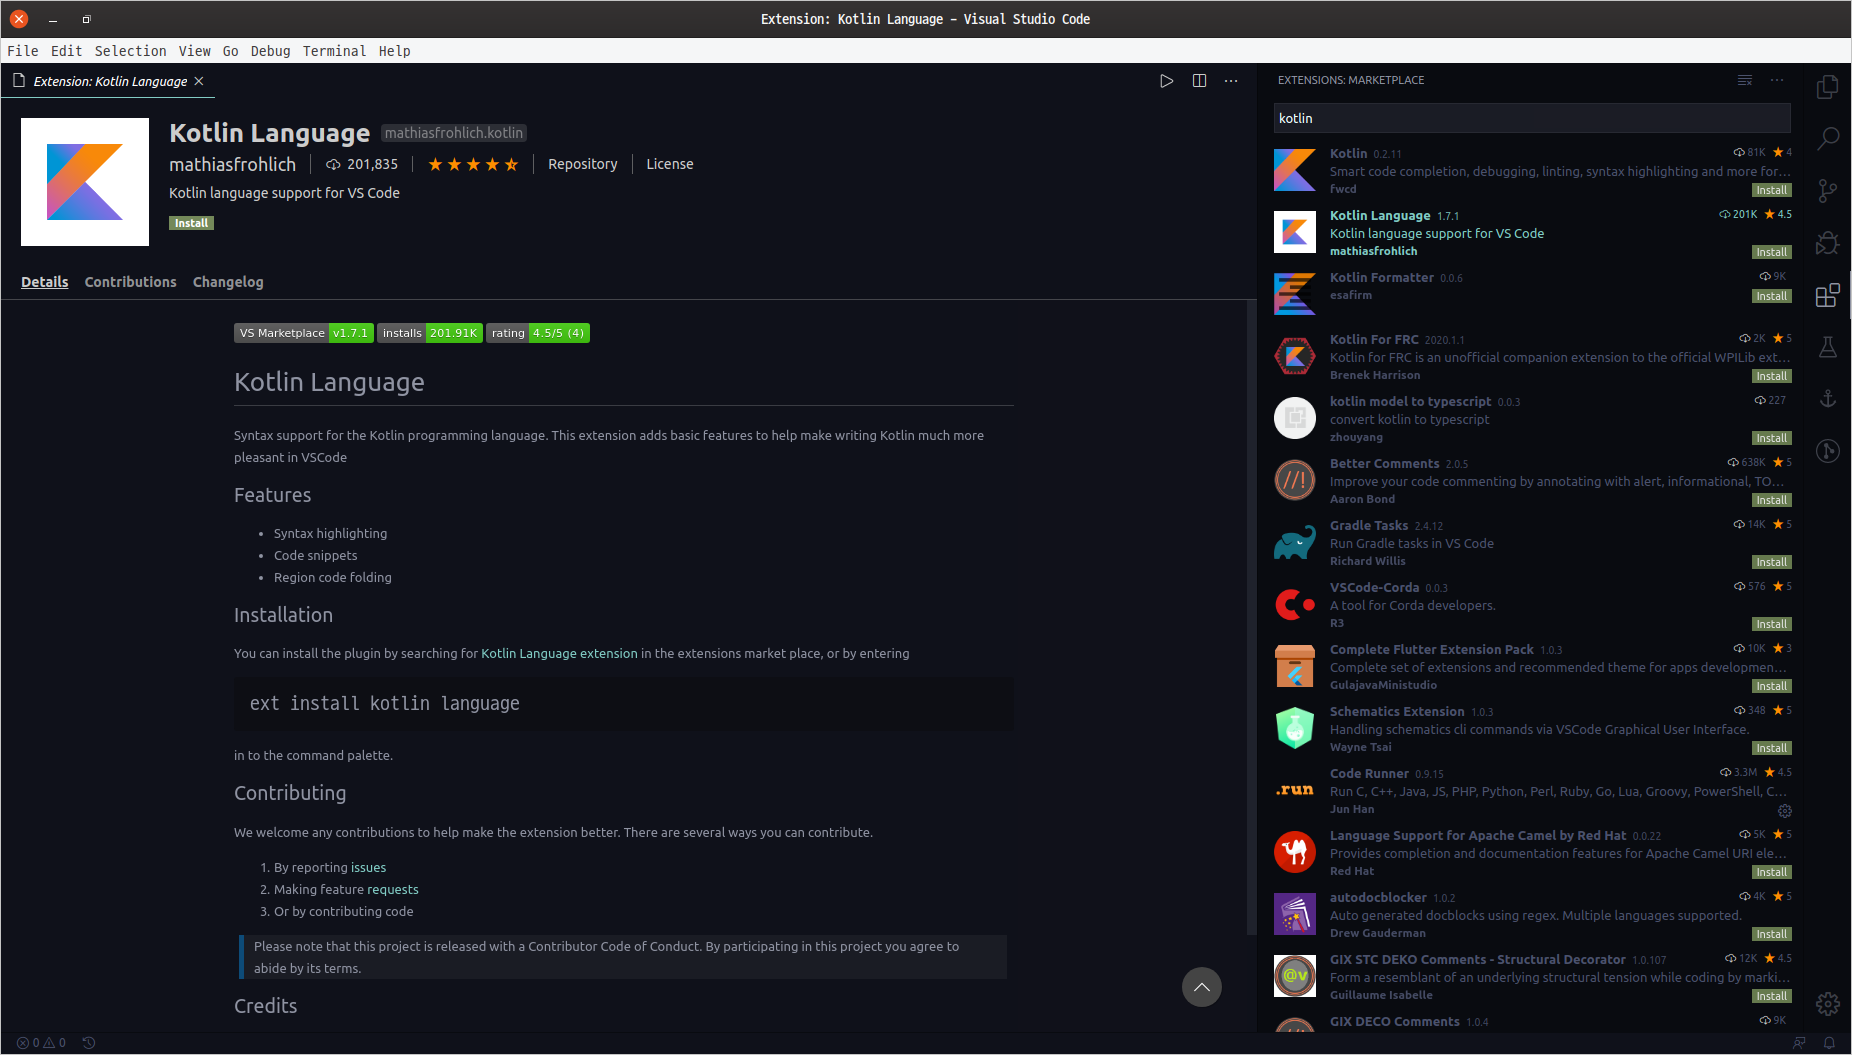 Extension: Kotlin Language - Visual Studio Code
File Edit Selection View Go Debug Terminal Help
Extension: Kotlin Language
Kotlin Language mathiasfrohlich.kotlin
mathiasfrohlich 201,835 Repository License
Kotlin language support for VS Code
Install
Details Contributions Changelog
VS Marketplace v1.7.1 installs 201.91K rating 4.5/5 (4)
Kotlin Language
Syntax support for the Kotlin programming language. This extension adds basic features to help make writing Kotlin much more
pleasant in VSCode
Features
• Syntax highlighting
• Code snippets
• Region code folding
Installation
You can install the plugin by searching for Kotlin Language extension in the extensions market place, or by entering
ext install kotlin language
in to the command palette.
Contributing
We welcome any contributions to help make the extension better. There are several ways you can contribute.
1. By reporting issues
2. Making feature requests
3. Or by contributing code
Please note that this project is released with a Contributor Code of Conduct. By participating in this project you agree to
abide by its terms.
Credits
0 0
EXTENSIONS: MARKETPLACE
kotlin
Kotlin 0.2.11 81K 4
Smart code completion, debugging, linting, syntax highlighting and more for...
fwcd Install
Kotlin Language 1.7.1 201K 4.5
Kotlin language support for VS Code
mathiasfrohlich Install
Kotlin Formatter 0.0.6 9K
esafirm Install
Kotlin For FRC 2020.1.1 2K 5
Kotlin for FRC is an unofficial companion extension to the official WPILib ext...
Brenek Harrison Install
kotlin model to typescript 0.0.3 227
convert kotlin to typescript
zhouyang Install
//!
Better Comments 2.0.5 638K 5
Improve your code commenting by annotating with alert, informational, TO...
Aaron Bond Install
Gradle Tasks 2.4.12 14K 5
Run Gradle tasks in VS Code
Richard Willis Install
VSCode-Corda 0.0.3 576 5
A tool for Corda developers.
R3 Install
Complete Flutter Extension Pack 1.0.3 10K 3
Complete set of extensions and recommended theme for apps developmen...
GulajavaMinistudio Install
Schematics Extension 1.0.3 348 5
Handling schematics cli commands via VSCode Graphical User Interface.
Wayne Tsai Install
.run
Code Runner 0.9.15 3.3M 4.5
Run C, C++, Java, JS, PHP, Python, Perl, Ruby, Go, Lua, Groovy, PowerShell, C...
Jun Han
Language Support for Apache Camel by Red Hat 0.0.22 5K 5
Provides completion and documentation features for Apache Camel URI ele...
Red Hat Install
autodocblocker 1.0.2 4K 5
Auto generated docblocks using regex. Multiple languages supported.
Drew Gauderman Install
@v
GIX STC DEKO Comments - Structural Decorator 1.0.107 12K 4.5
Form a resemblant of an underlying structural tension while coding by marki...
Guillaume Isabelle Install
GIX DECO Comments 1.0.4 9K